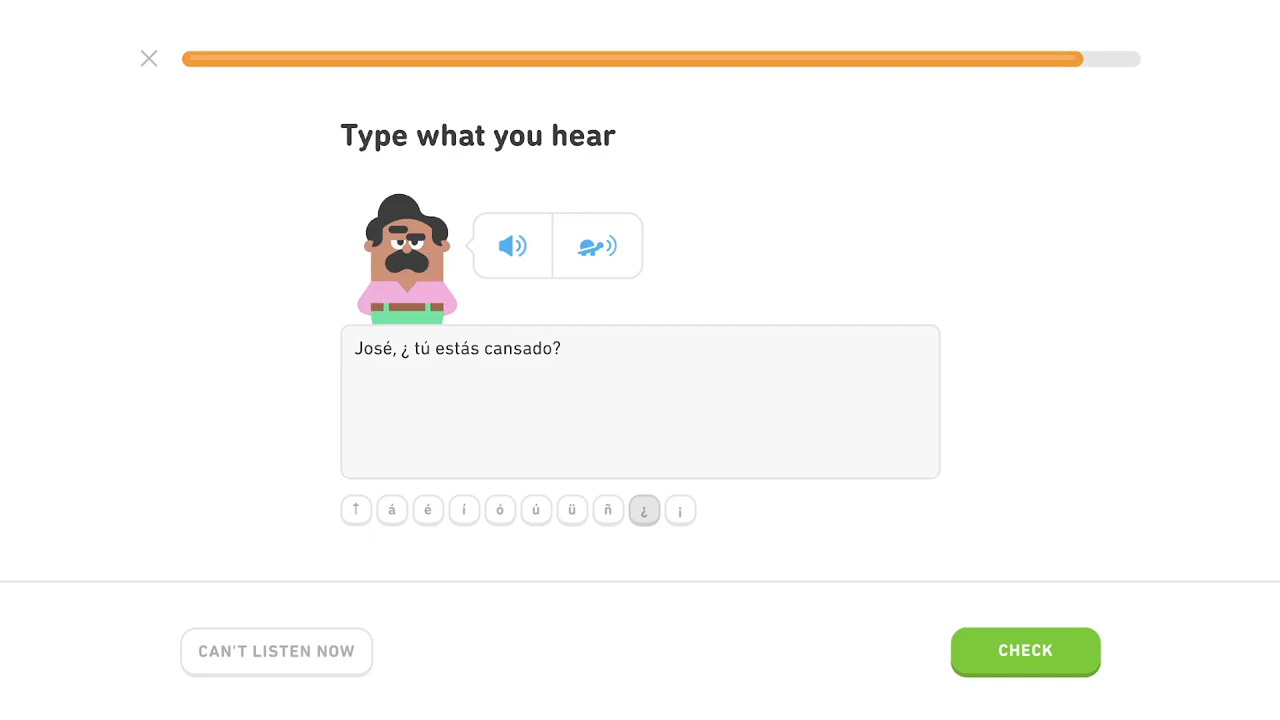 Type what you hear
José, ¿ tú estás cansado?
↑ á é í ó ú ü ñ ¿ ¡
CAN'T LISTEN NOW
CHECK